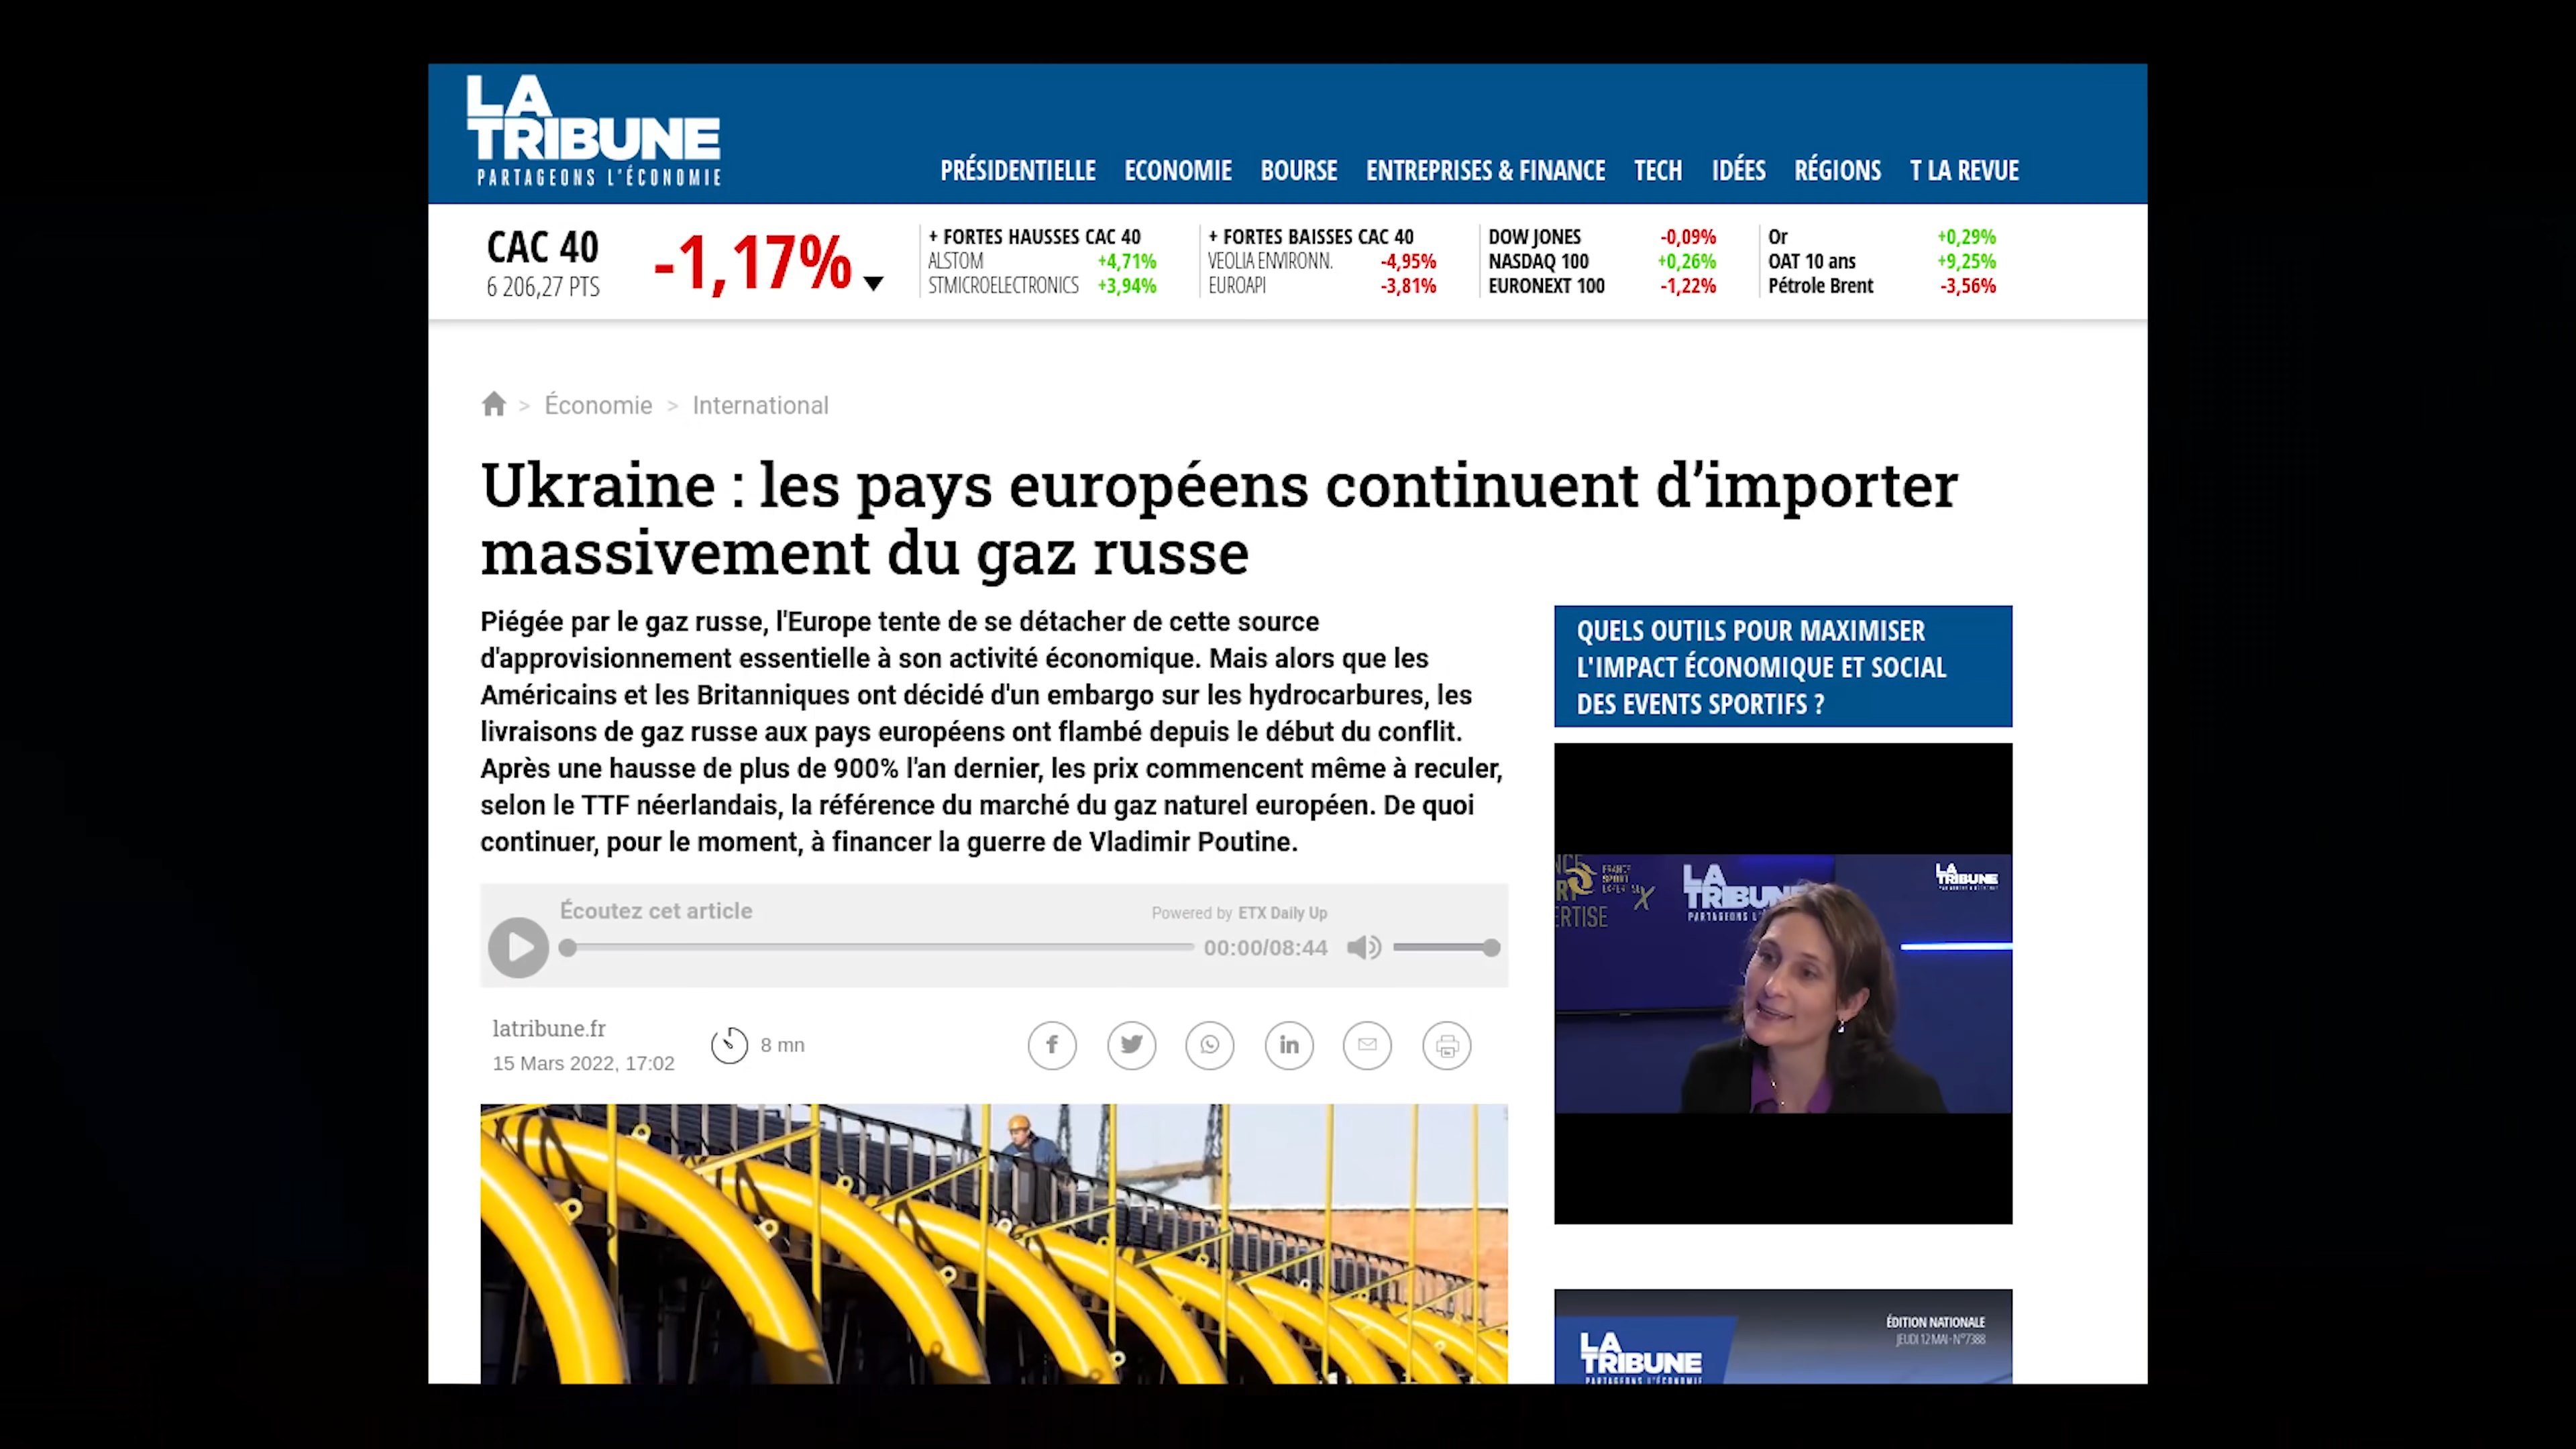 LA
TRIBUNE
PARTAGEONS L'ÉCONOMIE
PRÉSIDENTIELLE ECONOMIE BOURSE ENTREPRISES & FINANCE TECH IDÉES RÉGIONS T LA REVUE
CAC 40
6 206,27 PTS
-1,17%
+ FORTES HAUSSES CAC 40
ALSTOM +4,71%
STMICROELECTRONICS +3,94%
+ FORTES BAISSES CAC 40
VEOLIA ENVIRONN. -4,95%
EUROAPI -3,81%
DOW JONES -0,09%
NASDAQ 100 +0,26%
EURONEXT 100 -1,22%
Or +0,29%
OAT 10 ans +9,25%
Pétrole Brent -3,56%
> Économie > International
Ukraine : les pays européens continuent d’importer
massivement du gaz russe
Piégée par le gaz russe, l'Europe tente de se détacher de cette source
d'approvisionnement essentielle à son activité économique. Mais alors que les
Américains et les Britanniques ont décidé d'un embargo sur les hydrocarbures, les
livraisons de gaz russe aux pays européens ont flambé depuis le début du conflit.
Après une hausse de plus de 900% l'an dernier, les prix commencent même à reculer,
selon le TTF néerlandais, la référence du marché du gaz naturel européen. De quoi
continuer, pour le moment, à financer la guerre de Vladimir Poutine.
Écoutez cet article
Powered by ETX Daily Up
00:00/08:44
latribune.fr
15 Mars 2022, 17:02
8 mn
QUELS OUTILS POUR MAXIMISER
L'IMPACT ÉCONOMIQUE ET SOCIAL
DES EVENTS SPORTIFS ?
FRANCE
SPORT
ERTISE
LA
TRIBUNE
PARTAGEONS L'
LA
TRIBUNE
ÉDITION NATIONALE
JEUDI 12 MAI - N°7388
LA
TRIBUNE
PARTAGEONS L'ÉCONOMIE